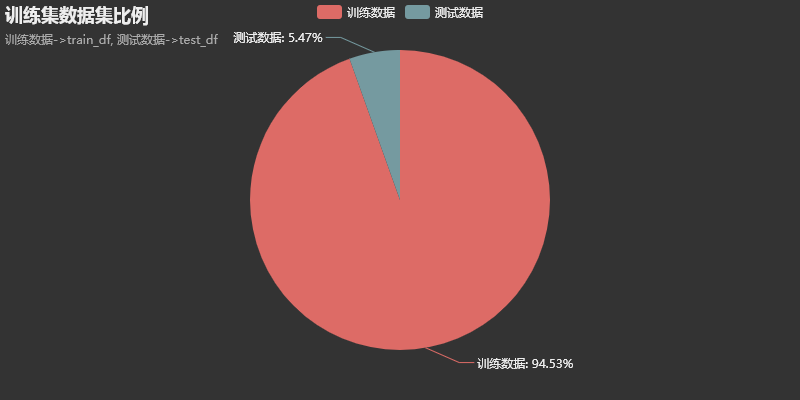 训练集数据集比例
训练数据->train_df, 测试数据->test_df
训练数据
测试数据
测试数据: 5.47%
训练数据: 94.53%